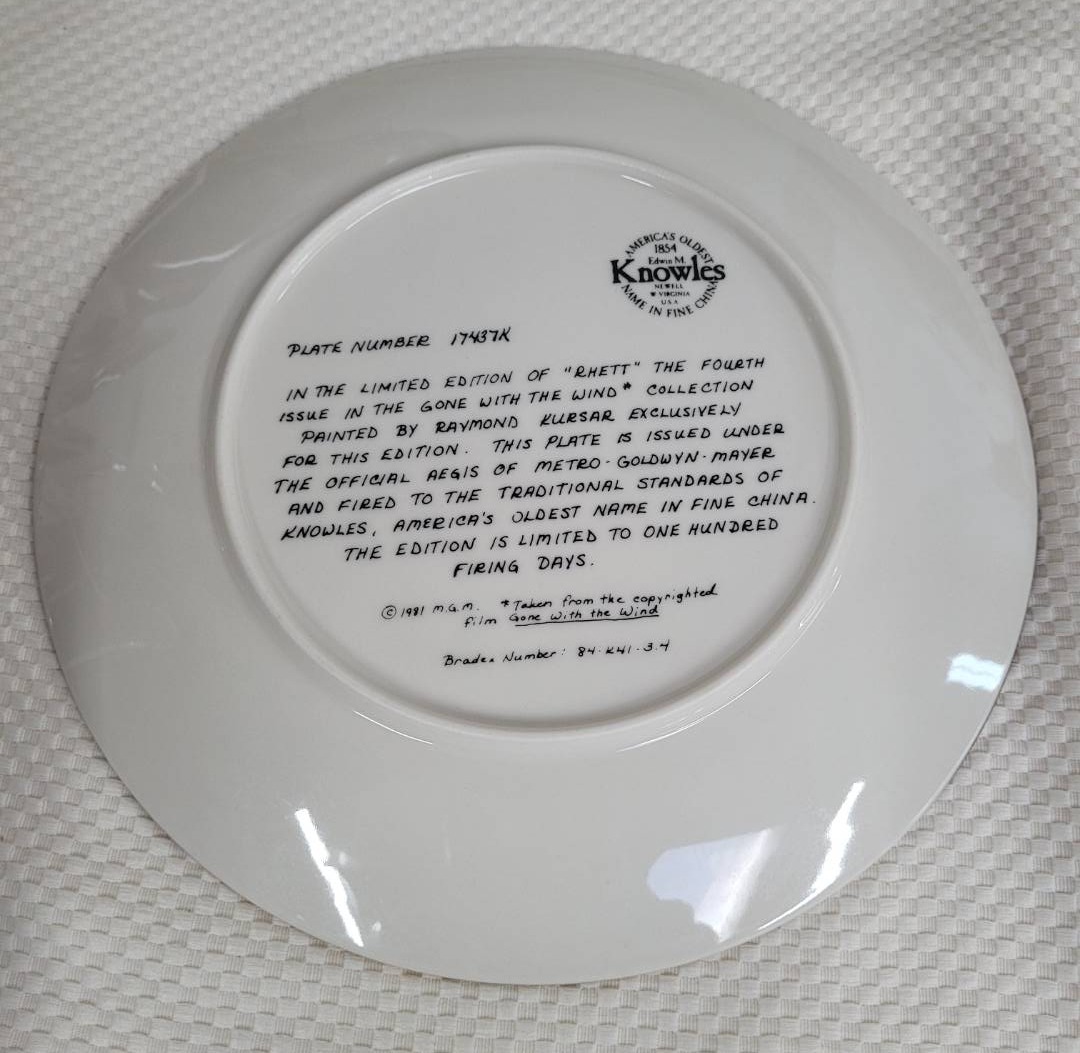 AMERICA'S OLDEST
1854
Edwin M.
Knowles
NEWELL
W VIRGINIA
U.S.A
NAME IN FINE CHINA
PLATE NUMBER 17437K
IN THE LIMITED EDITION OF "RHETT" THE FOURTH
ISSUE IN THE GONE WITH THE WIND* COLLECTION
PAINTED BY RAYMOND KURSAR EXCLUSIVELY
FOR THIS EDITION. THIS PLATE IS ISSUED UNDER
THE OFFICIAL AEGIS OF METRO-GOLDWYN-MAYER
AND FIRED TO THE TRADITIONAL STANDARDS OF
KNOWLES, AMERICA'S OLDEST NAME IN FINE CHINA.
THE EDITION IS LIMITED TO ONE HUNDRED
FIRING DAYS.
© 1981 M.G.M. *Taken from the copyrighted
film Gone With the Wind
Bradex Number: 84-K41-3.4